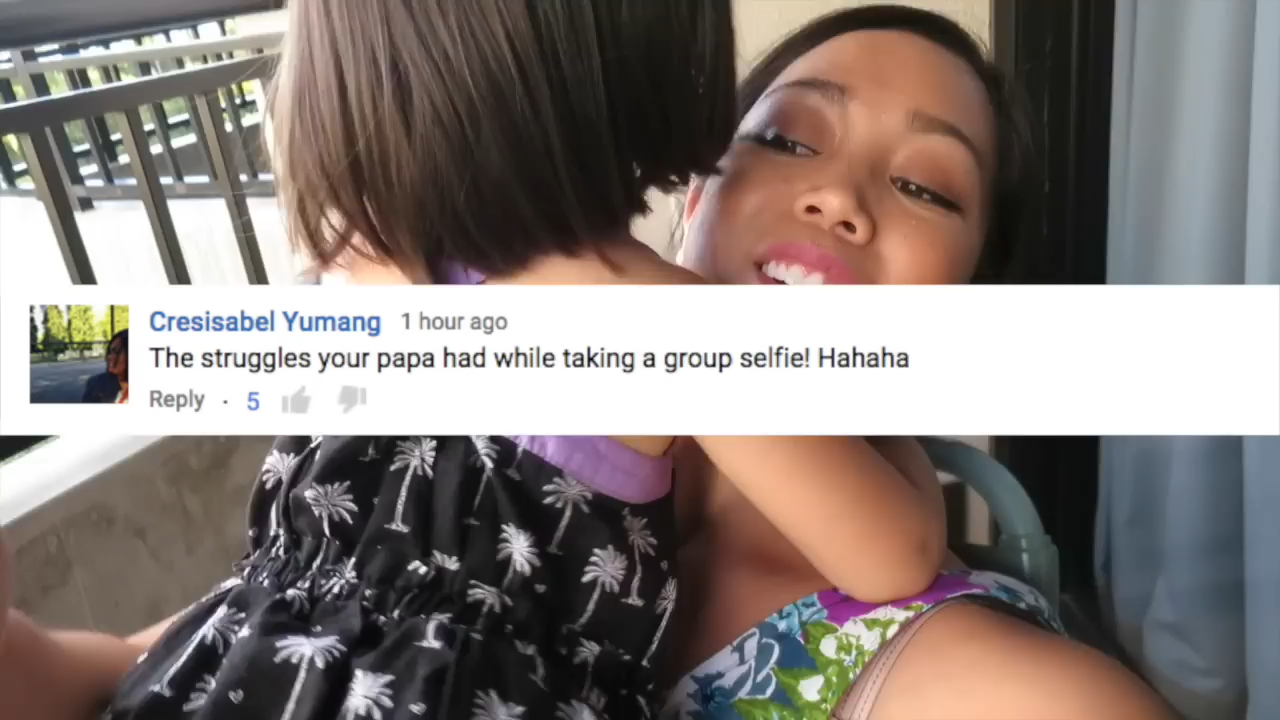 Cresisabel Yumang 1 hour ago
The struggles your papa had while taking a group selfie! Hahaha
Reply · 5